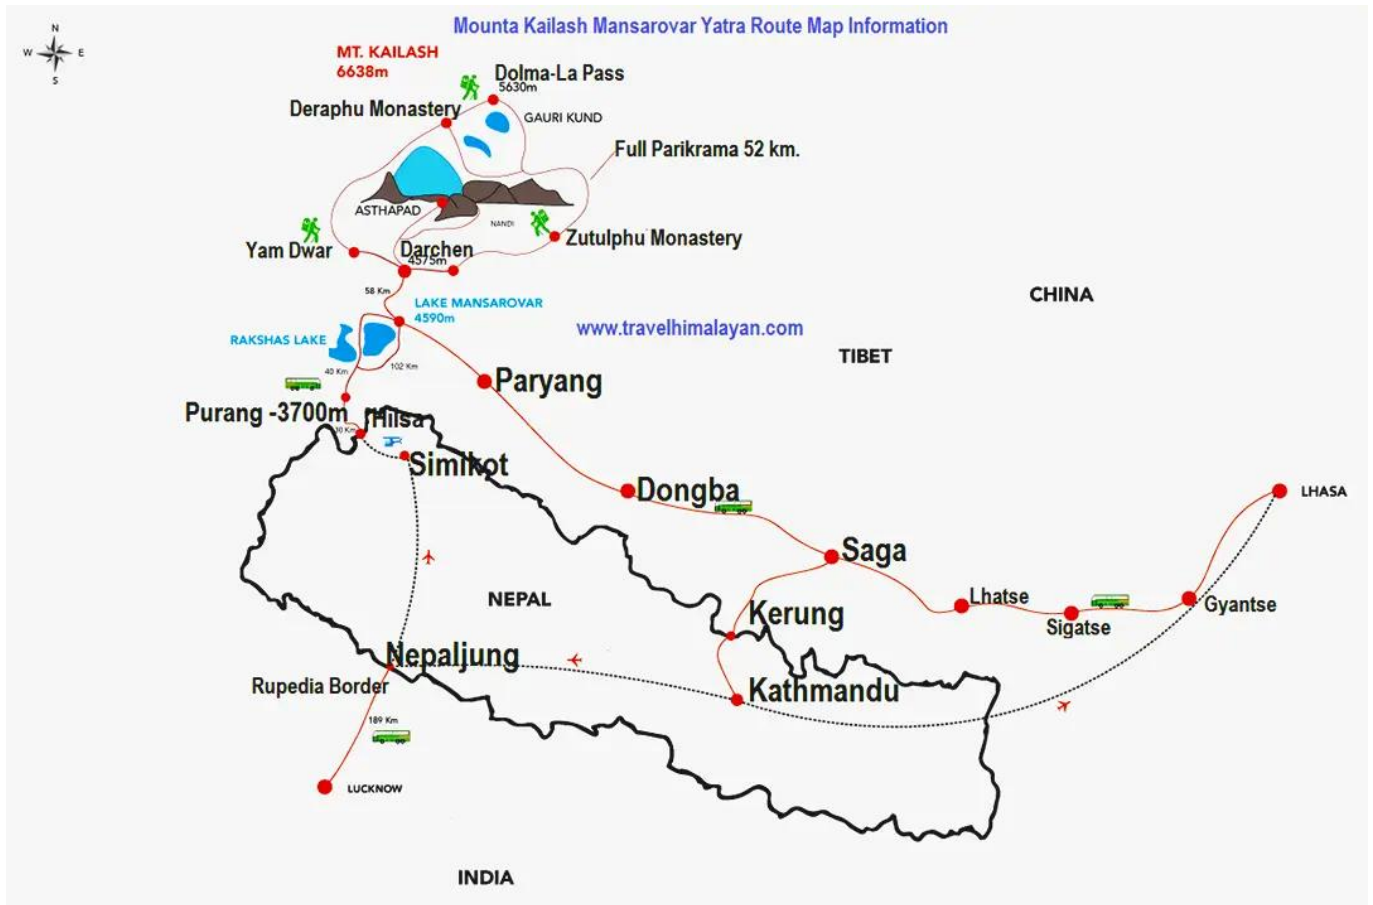 Mounta Kailash Mansarovar Yatra Route Map Information
N
W
E
S
MT. KAILASH
6638m
Dolma-La Pass
5630m
Deraphu Monastery
GAURI KUND
Full Parikrama 52 km.
ASTHAPAD
NANDI
Yam Dwar
Darchen
4575m
Zutulphu Monastery
58 Km
LAKE MANSAROVAR
4590m
CHINA
www.travelhimalayan.com
RAKSHAS LAKE
TIBET
40 Km
102 Km
Paryang
Purang -3700m
Hilsa
30 Km
Simikot
Dongba
LHASA
Saga
NEPAL
Kerung
Lhatse
Gyantse
Sigatse
Nepaljung
Rupedia Border
Kathmandu
189 Km
LUCKNOW
INDIA